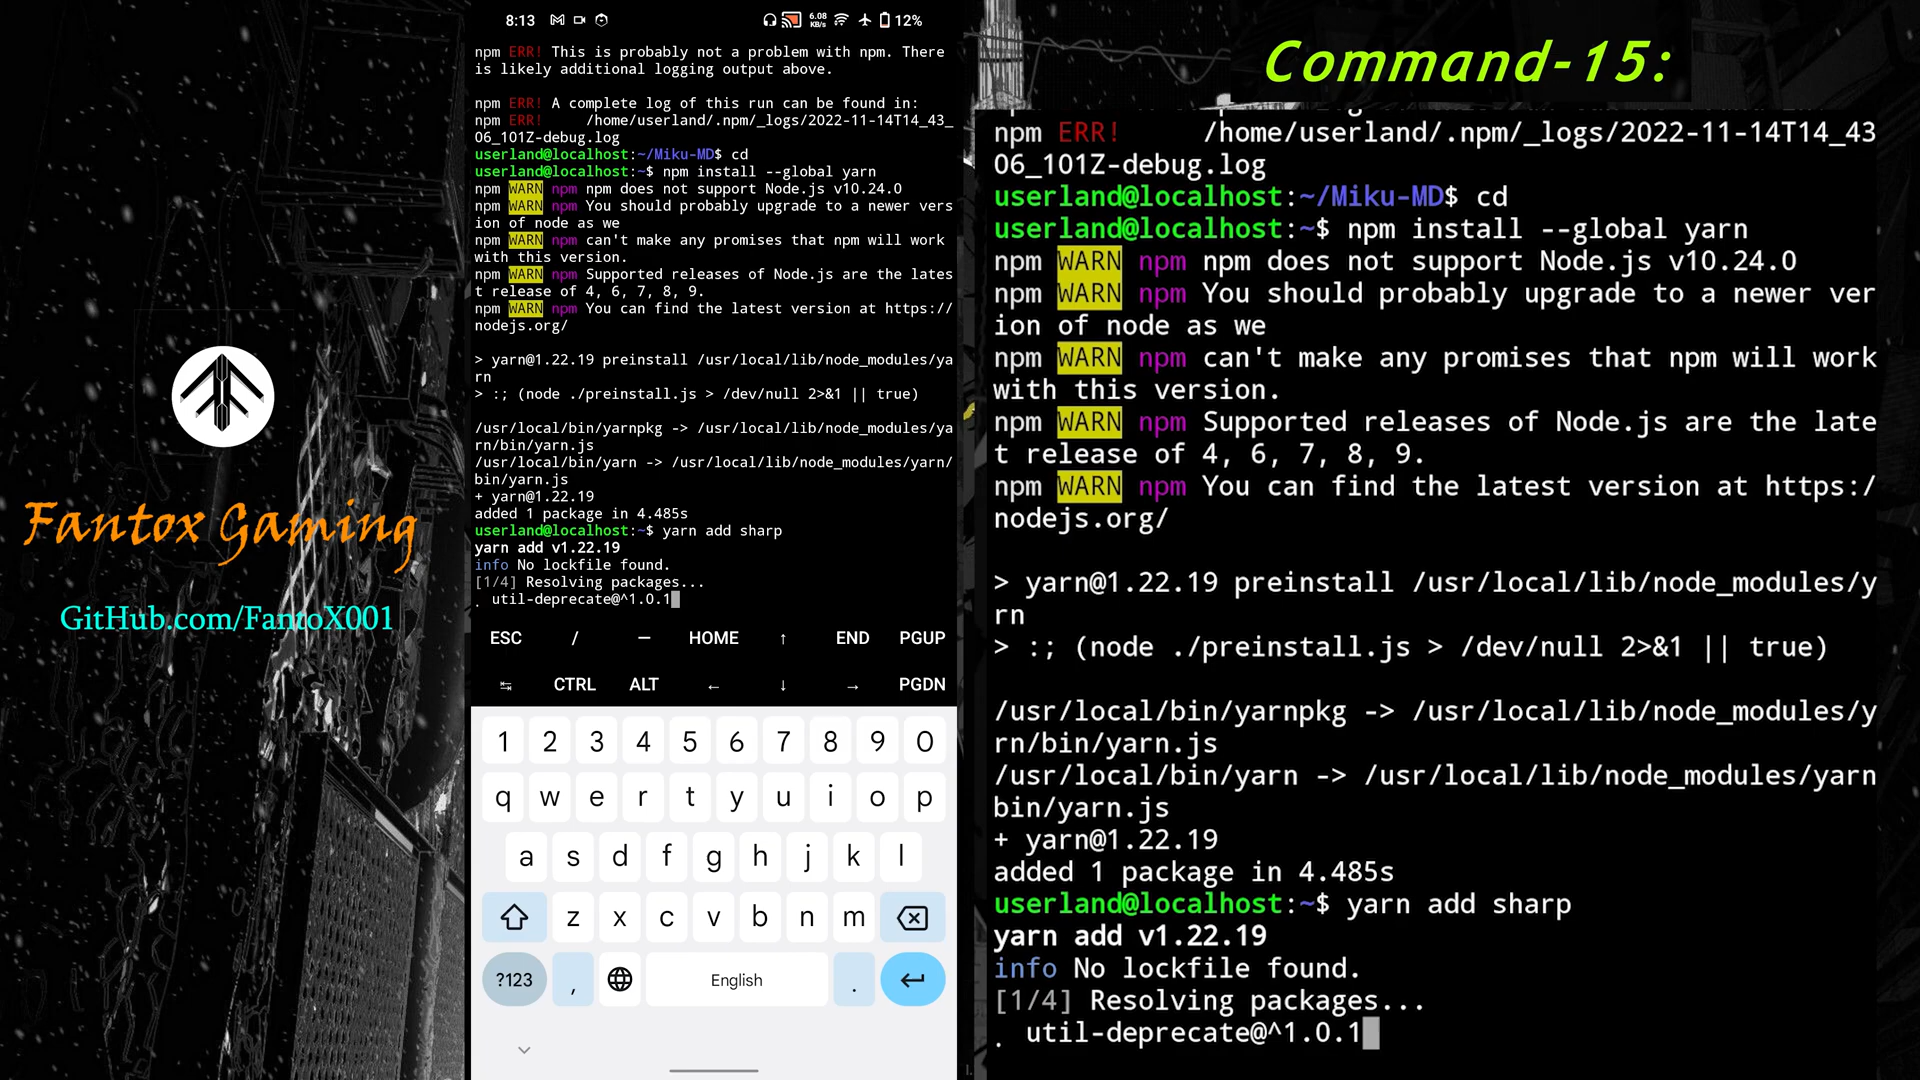 Fantox Gaming
GitHub.com/FantoX001
8:13
6.08
KB/s
12%
npm ERR! This is probably not a problem with npm. There
is likely additional logging output above.
npm ERR! A complete log of this run can be found in:
npm ERR!     /home/userland/.npm/_logs/2022-11-14T14_43_
06_101Z-debug.log
userland@localhost:~/Miku-MD$ cd
userland@localhost:~$ npm install --global yarn
npm WARN npm npm does not support Node.js v10.24.0
npm WARN npm You should probably upgrade to a newer vers
ion of node as we
npm WARN npm can't make any promises that npm will work
with this version.
npm WARN npm Supported releases of Node.js are the lates
t release of 4, 6, 7, 8, 9.
npm WARN npm You can find the latest version at https://
nodejs.org/
> yarn@1.22.19 preinstall /usr/local/lib/node_modules/ya
rn
> :; (node ./preinstall.js > /dev/null 2>&1 || true)
/usr/local/bin/yarnpkg -> /usr/local/lib/node_modules/ya
rn/bin/yarn.js
/usr/local/bin/yarn -> /usr/local/lib/node_modules/yarn/
bin/yarn.js
+ yarn@1.22.19
added 1 package in 4.485s
userland@localhost:~$ yarn add sharp
yarn add v1.22.19
info No lockfile found.
[1/4] Resolving packages...
. util-deprecate@^1.0.1
ESC / — HOME ↑ END PGUP
⇆ CTRL ALT ← ↓ → PGDN
1 2 3 4 5 6 7 8 9 0
q w e r t y u i o p
a s d f g h j k l
z x c v b n m
?123 , English .
Command-15:
npm ERR!     /home/userland/.npm/_logs/2022-11-14T14_43
06_101Z-debug.log
userland@localhost:~/Miku-MD$ cd
userland@localhost:~$ npm install --global yarn
npm WARN npm npm does not support Node.js v10.24.0
npm WARN npm You should probably upgrade to a newer ver
ion of node as we
npm WARN npm can't make any promises that npm will work
with this version.
npm WARN npm Supported releases of Node.js are the late
t release of 4, 6, 7, 8, 9.
npm WARN npm You can find the latest version at https:/
nodejs.org/
> yarn@1.22.19 preinstall /usr/local/lib/node_modules/y
rn
> :; (node ./preinstall.js > /dev/null 2>&1 || true)
/usr/local/bin/yarnpkg -> /usr/local/lib/node_modules/y
rn/bin/yarn.js
/usr/local/bin/yarn -> /usr/local/lib/node_modules/yarn
bin/yarn.js
+ yarn@1.22.19
added 1 package in 4.485s
userland@localhost:~$ yarn add sharp
yarn add v1.22.19
info No lockfile found.
[1/4] Resolving packages...
. util-deprecate@^1.0.1